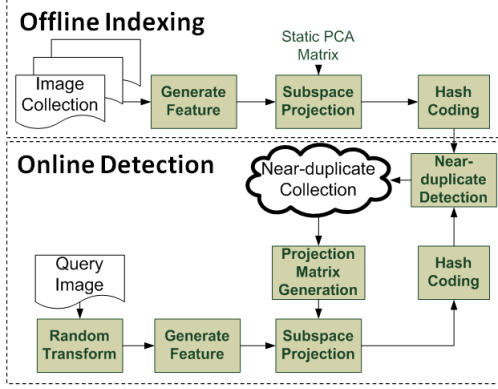 Offline Indexing
Static PCA
Matrix
Image
Collection
Generate
Feature
Subspace
Projection
Hash
Coding
Online Detection
Near-duplicate
Collection
Near-
duplicate
Detection
Query
Image
Projection
Matrix
Generation
Hash
Coding
Random
Transform
Generate
Feature
Subspace
Projection